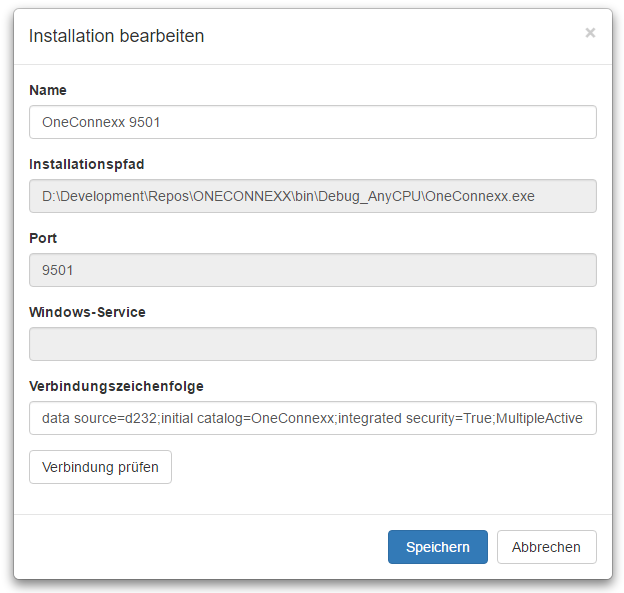 Installation bearbeiten
×
Name
OneConnexx 9501
Installationspfad
D:\Development\Repos\ONECONNEXX\bin\Debug_AnyCPU\OneConnexx.exe
Port
9501
Windows-Service
Verbindungszeichenfolge
data source=d232;initial catalog=OneConnexx;integrated security=True;MultipleActive
Verbindung prüfen
Speichern Abbrechen